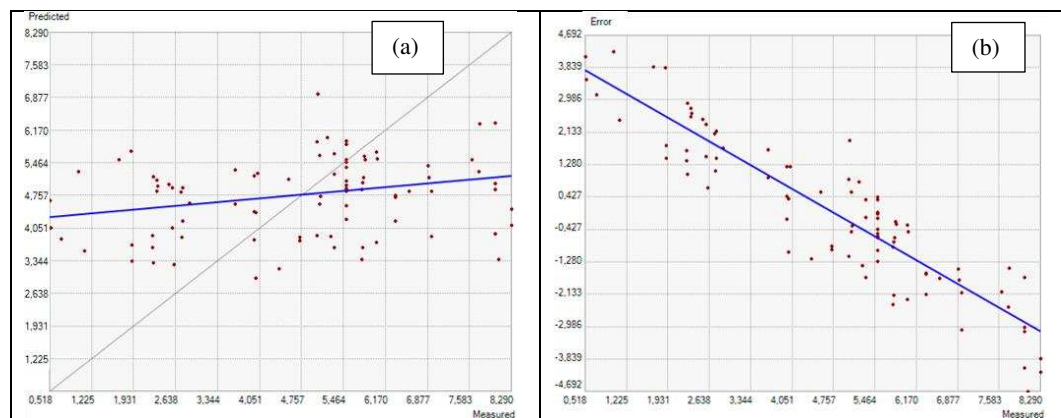 Predicted
(a)
8,290
7,583
6,877
6,170
5,464
4,757
4,051
3,344
2,638
1,931
1,225
0,518 1,225 1,931 2,638 3,344 4,051 4,757 5,464 6,170 6,877 7,583 8,290
Measured
Error
(b)
4,692
3,839
2,986
2,133
1,280
0,427
-0,427
-1,280
-2,133
-2,986
-3,839
-4,692
0,518 1,225 1,931 2,638 3,344 4,051 4,757 5,464 6,170 6,877 7,583 8,290
Measured